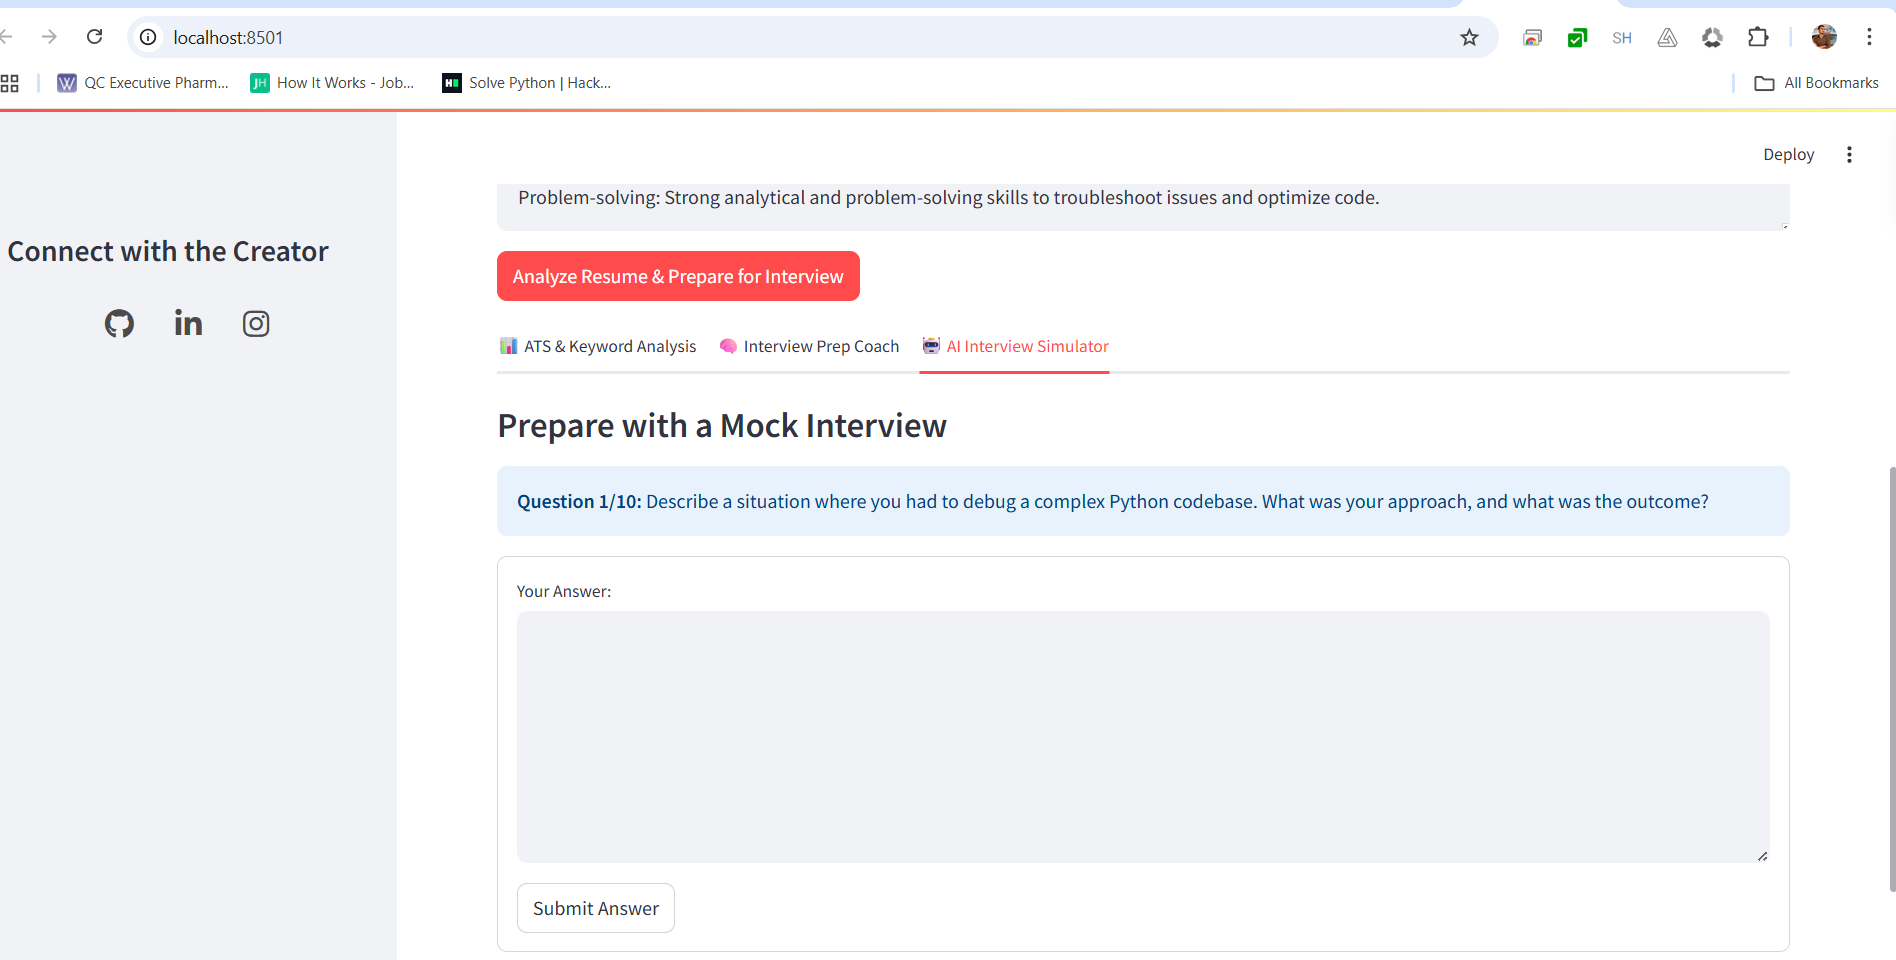 localhost:8501
SH
QC Executive Pharm...
How It Works - Job...
Solve Python | Hack...
All Bookmarks
Deploy
Problem-solving: Strong analytical and problem-solving skills to troubleshoot issues and optimize code.
Connect with the Creator
Analyze Resume & Prepare for Interview
ATS & Keyword Analysis
Interview Prep Coach
AI Interview Simulator
Prepare with a Mock Interview
Question 1/10: Describe a situation where you had to debug a complex Python codebase. What was your approach, and what was the outcome?
Your Answer:
Submit Answer